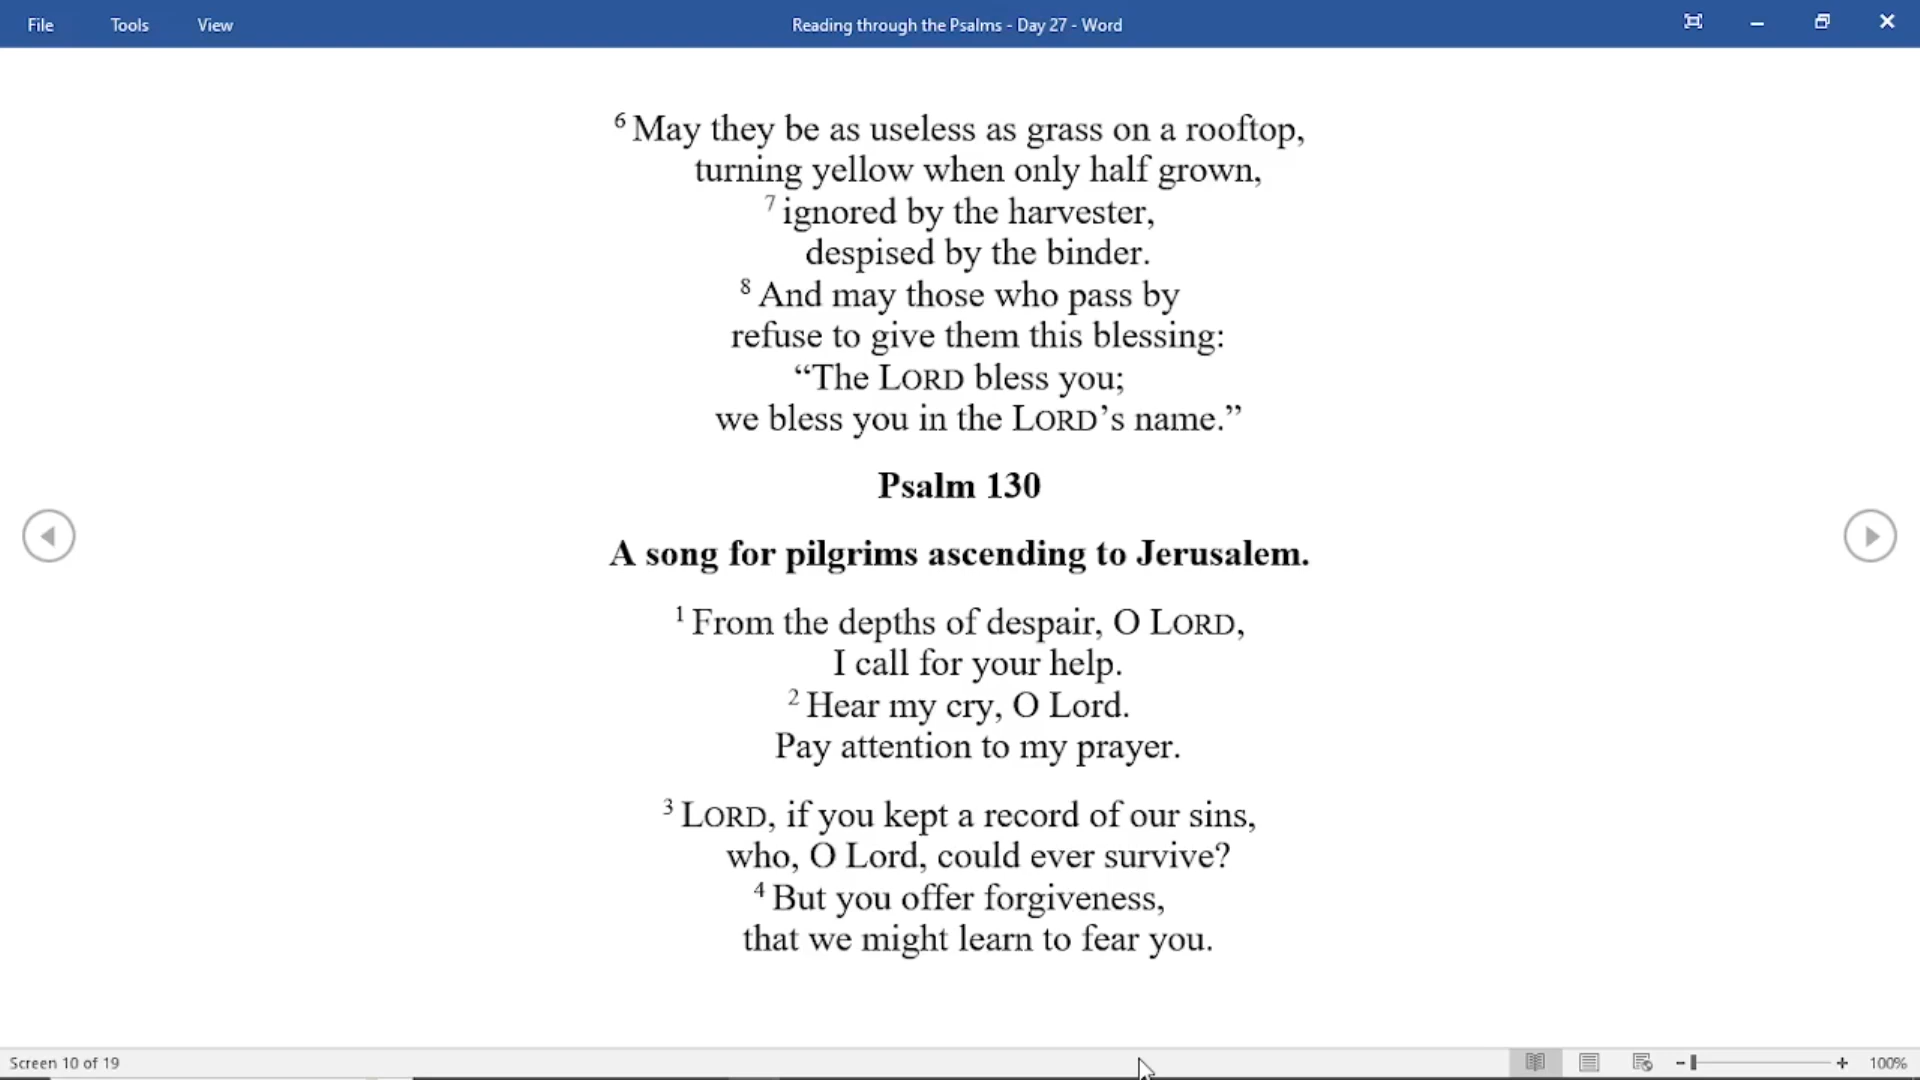 File Tools View Reading through the Psalms - Day 27 - Word
6 May they be as useless as grass on a rooftop,
turning yellow when only half grown,
7 ignored by the harvester,
despised by the binder.
8 And may those who pass by
refuse to give them this blessing:
“The LORD bless you;
we bless you in the LORD’s name.”
Psalm 130
A song for pilgrims ascending to Jerusalem.
1 From the depths of despair, O LORD,
I call for your help.
2 Hear my cry, O Lord.
Pay attention to my prayer.
3 LORD, if you kept a record of our sins,
who, O Lord, could ever survive?
4 But you offer forgiveness,
that we might learn to fear you.
Screen 10 of 19 100%